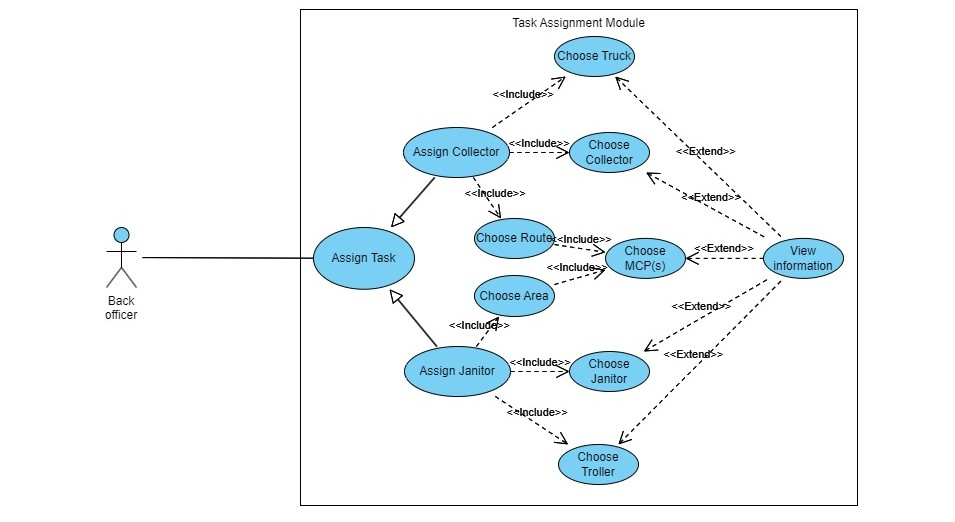 Task Assignment Module
Choose Truck
<<Include>>
Assign Collector
<<Include>>
Choose
Collector
<<Extend>>
<<Include>>
<<Extend>>
Choose Route
<<Include>>
Choose
MCP(s)
<<Extend>>
View
information
Assign Task
Back
officer
<<Include>>
Choose Area
<<Extend>>
<<Include>>
<<Extend>>
Assign Janitor
<<Include>>
Choose
Janitor
<<Include>>
Choose
Troller